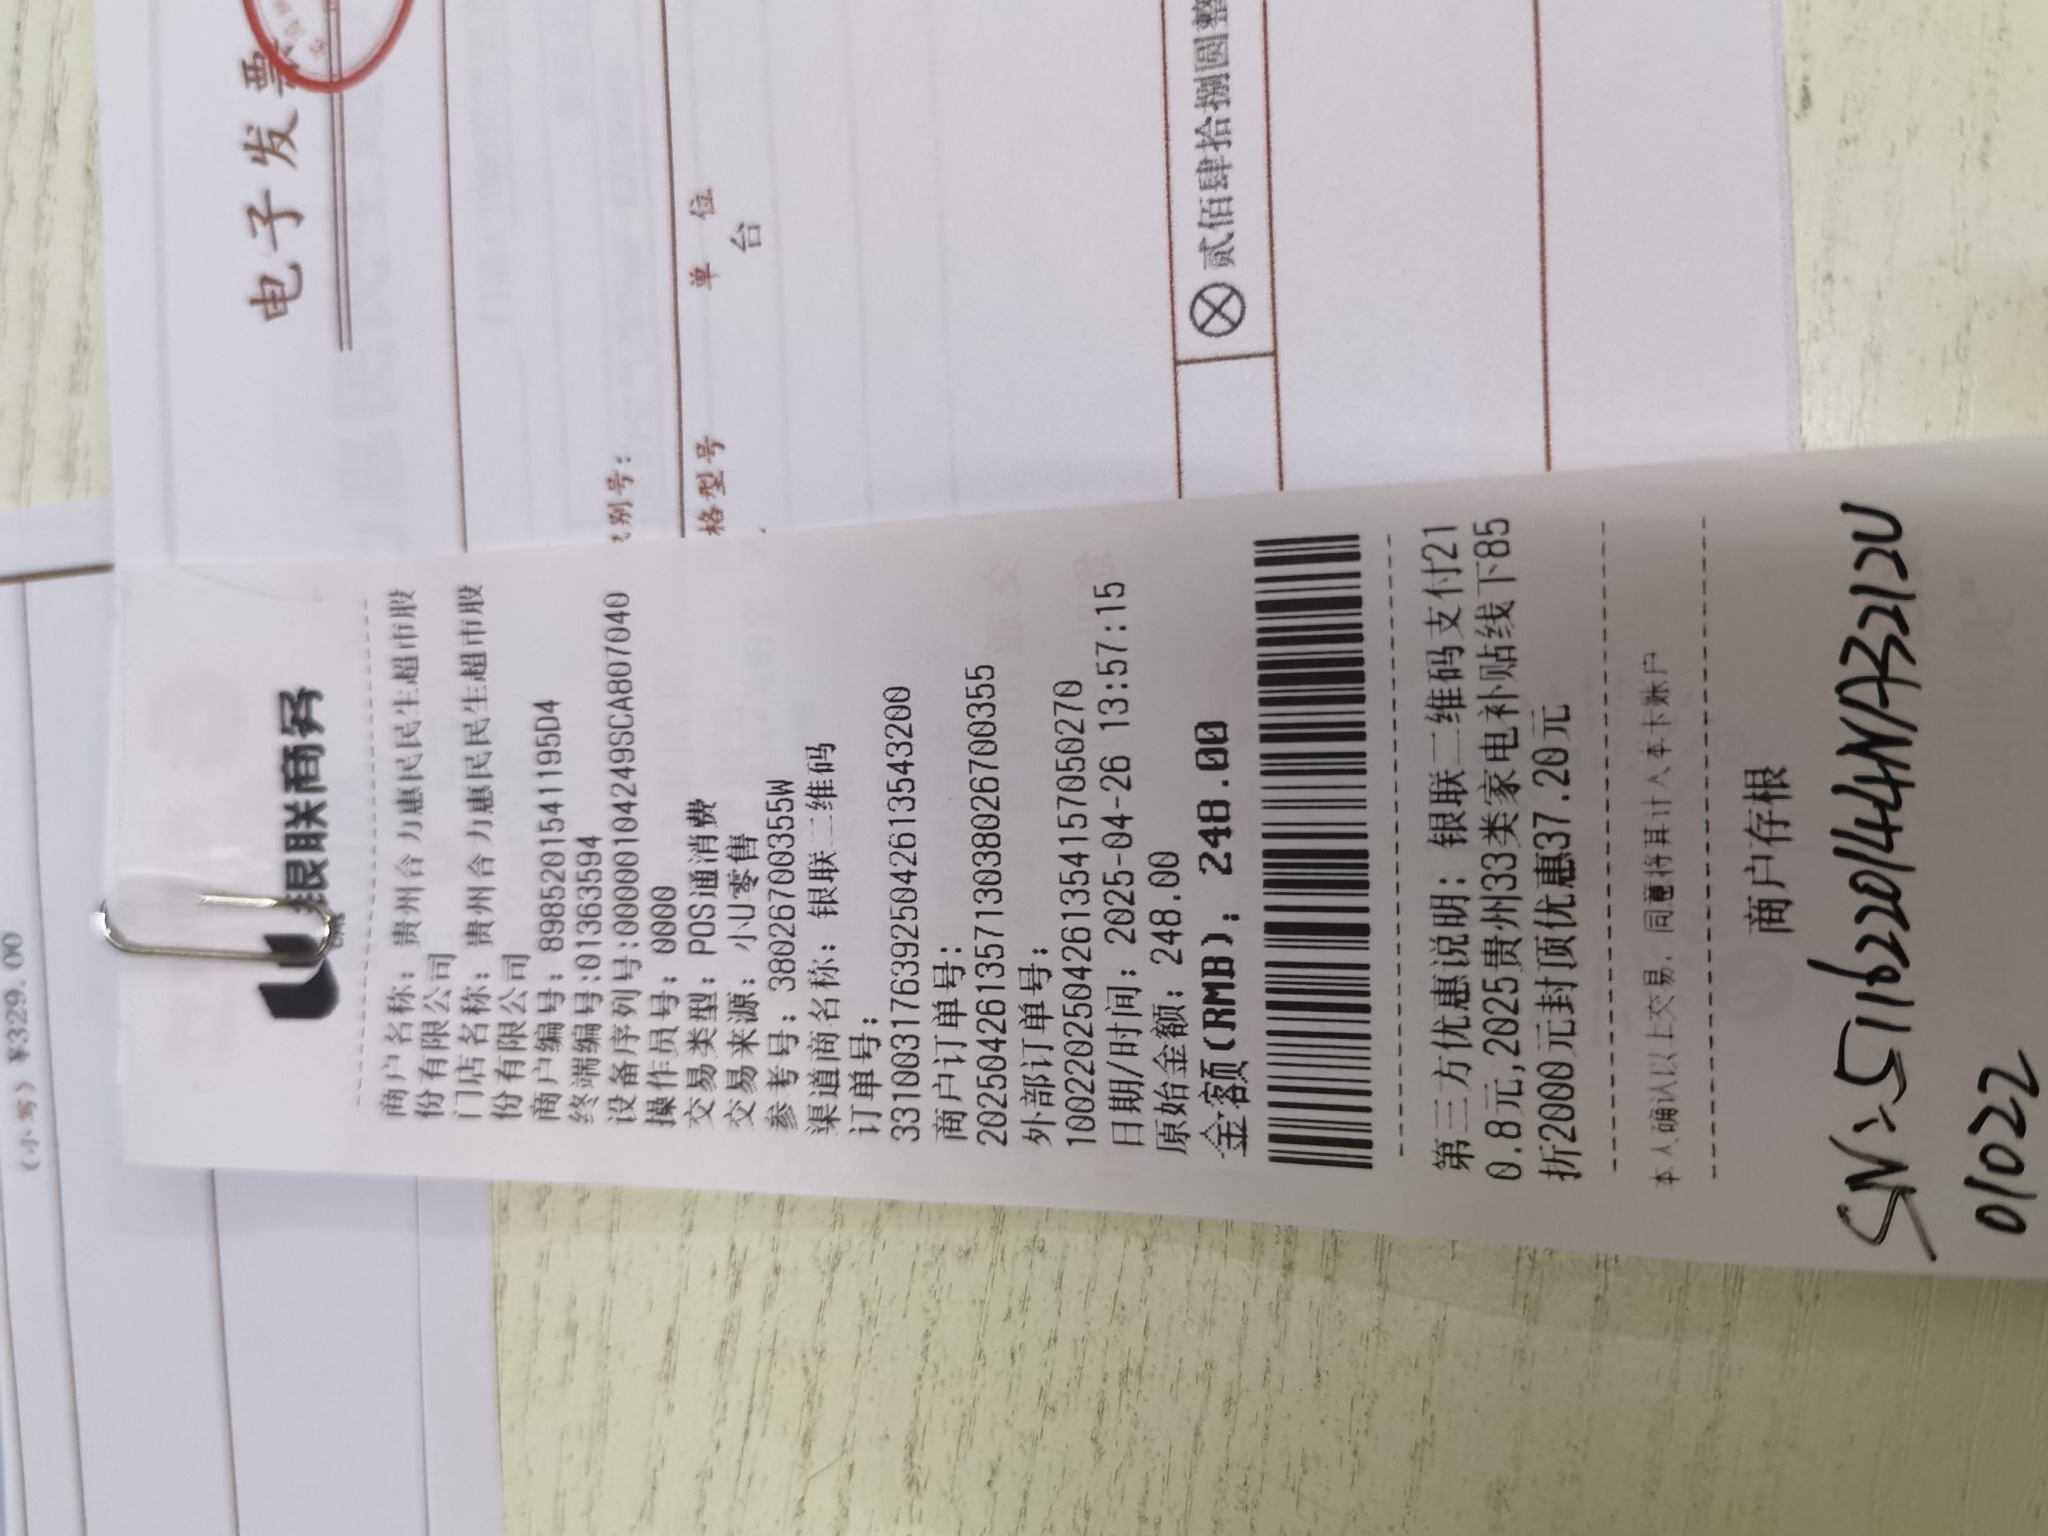 银联商务
商户名称：贵州合力惠民民生超市股
份有限公司
门店名称：贵州合力惠民民生超市股
份有限公司
商户编号：8985201541195D4
终端编号:01363594
设备序列号:00000104249SCA807040
操作员号：0000
交易类型：POS通消费
交易来源：小U零售
参考号：38026700355W
渠道商名称：银联二维码
订单号：
33100317639250426135543200
商户订单号：
20250426135713038026700355
外部订单号：
1002202504261354157050270
日期/时间：2025-04-26 13:57:15
原始金额：248.00
金额(RMB)：248.00
第三方优惠说明：银联二维码支付21
0.8元,2025贵州33类家电补贴线下85
折2000元封顶优惠37.20元
本人确认以上交易，同意将其计入本卡账户
商户存根
SN:5116220144NA3212U
01022
电子发票
别号：
格型号
单位
台
贰佰肆拾捌圆整
（小写）¥329.00